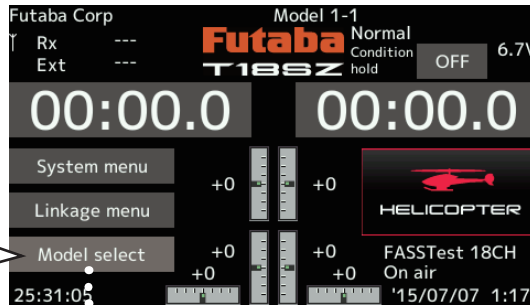 Futaba Corp
Model 1-1
Rx ---
Ext ---
Futaba
T18SZ
Normal
Condition
hold
OFF
6.7V
00:00.0
00:00.0
System menu
Linkage menu
Model select
+0
+0
+0
+0
+0
+0
HELICOPTER
FASSTest 18CH
On air
25:31:05
'15/07/07 1:17